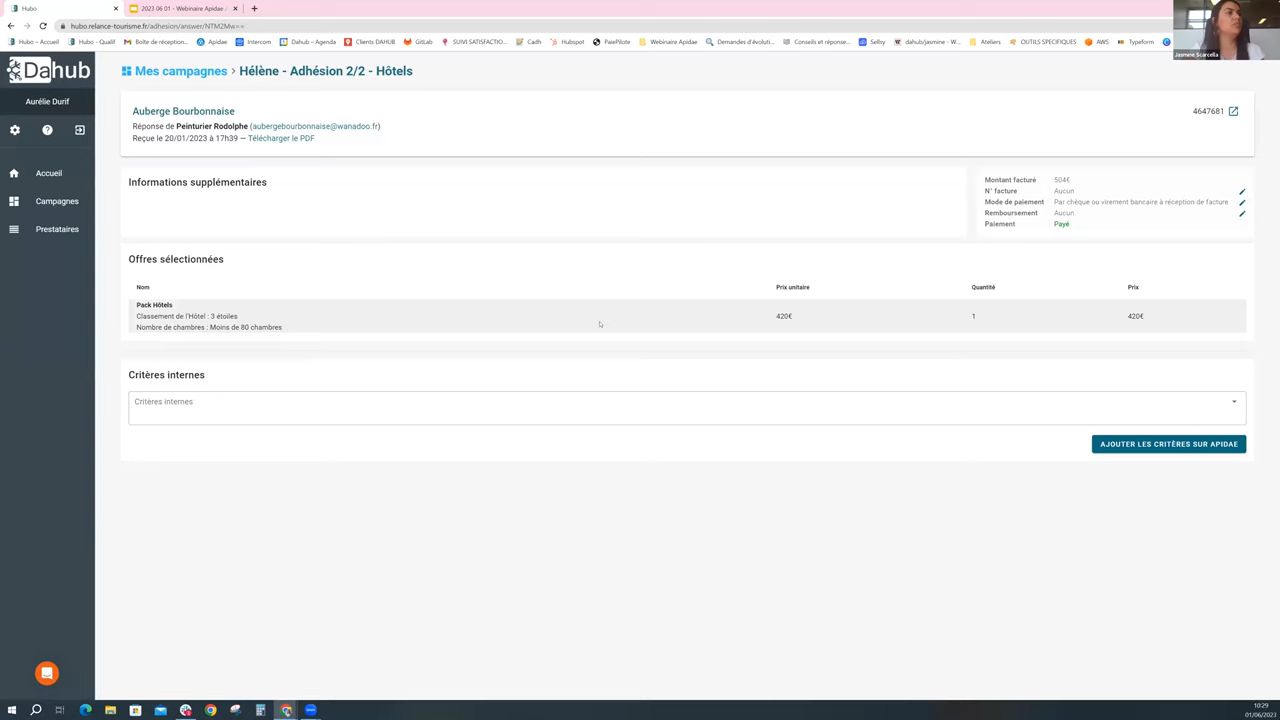 Hubo
2023 06 01 - Webinaire Apidae
hubo.relance-tourisme.fr/adhesion/answer/NTM2Mw==
Hubo – Accueil
Hubo - Qualif
Boîte de réception...
Apidae
Intercom
Dahub – Agenda
Clients DAHUB
GitLab
SUIVI SATISFACTIO...
Cadh
Hubspot
PaiePilote
Webinaire Apidae
Demandes d'évoluti...
Conseils et réponse...
Sellsy
dahub/jasmine - W...
Ateliers
OUTILS SPECIFIQUES
AWS
Typeform
Jasmine Scarcella
Dahub
Aurélie Durif
Accueil
Campagnes
Prestataires
Mes campagnes > Hélène - Adhésion 2/2 - Hôtels
Auberge Bourbonnaise
4647681
Réponse de Peinturier Rodolphe (aubergebourbonnaise@wanadoo.fr)
Reçue le 20/01/2023 à 17h39 — Télécharger le PDF
Informations supplémentaires
Montant facturé 504€
N° facture Aucun
Mode de paiement Par chèque ou virement bancaire à réception de facture
Remboursement Aucun
Paiement Payé
Offres sélectionnées
Nom Prix unitaire Quantité Prix
Pack Hôtels
Classement de l'Hôtel : 3 étoiles 420€ 1 420€
Nombre de chambres : Moins de 80 chambres
Critères internes
Critères internes
AJOUTER LES CRITÈRES SUR APIDAE
10:29
01/06/2023